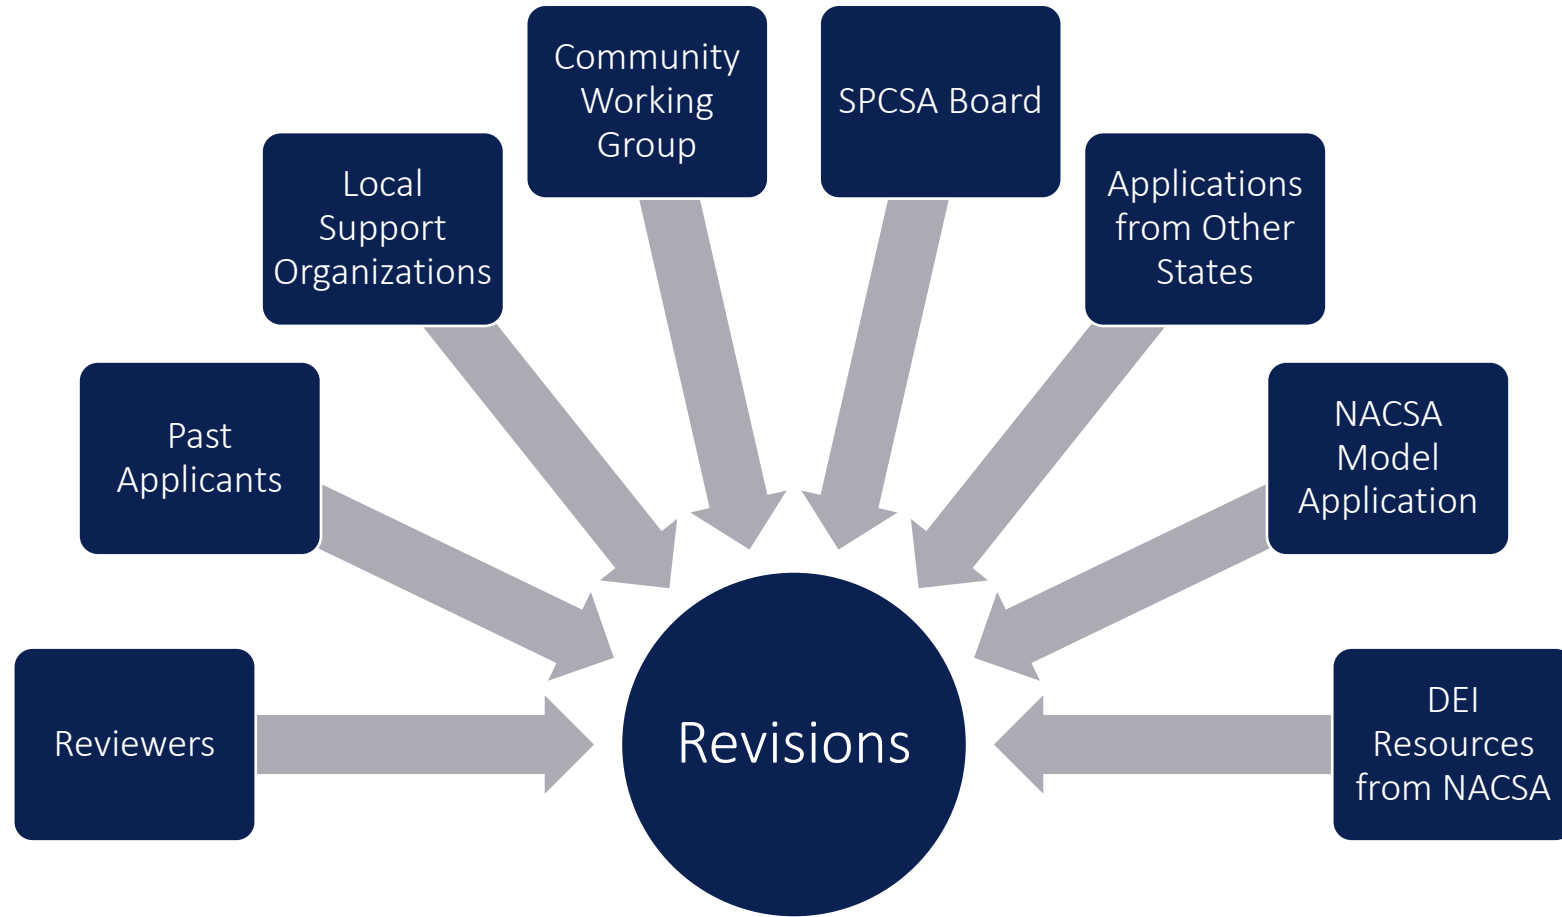 Community
Working
Group
SPCSA Board
Local
Support
Organizations
Applications
from Other
States
Past
Applicants
NACSA
Model
Application
Reviewers
Revisions
DEI
Resources
from NACSA